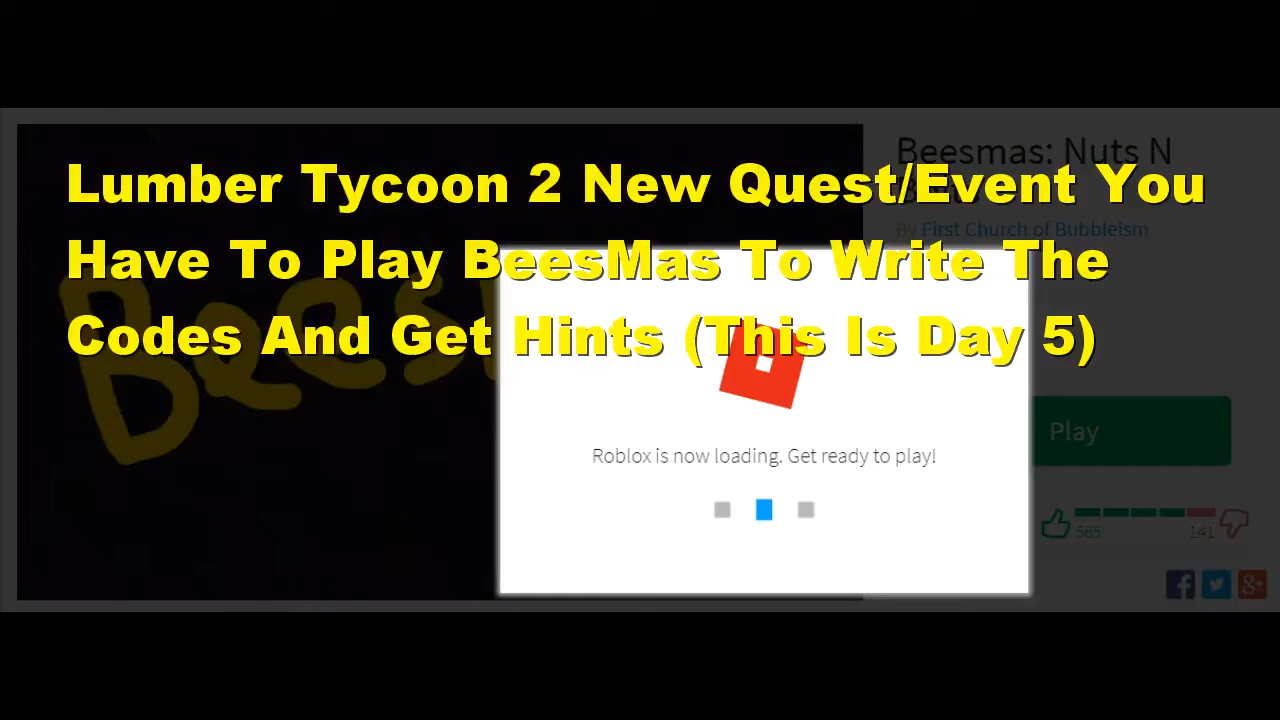 Beesmas: Nuts N
Lumber Tycoon 2 New Quest/Event You
By First Church of Bubbleism
Have To Play BeesMas To Write The
Codes And Get Hints (This Is Day 5)
Bees
Play
Roblox is now loading. Get ready to play!
565
141